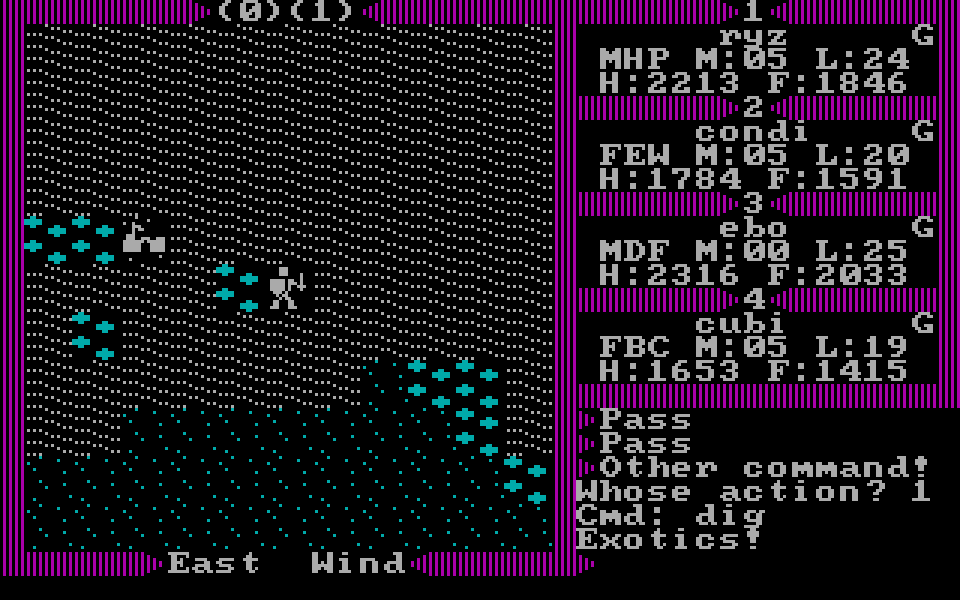 (0)(1)
1
ryz G
MHP M:05 L:24
H:2213 F:1846
2
condi G
FEW M:05 L:20
H:1784 F:1591
3
ebo G
MDF M:00 L:25
H:2316 F:2033
4
cubi G
FBC M:05 L:19
H:1653 F:1415
Pass
Pass
Other command!
Whose action? 1
Cmd: dig
Exotics!
East Wind